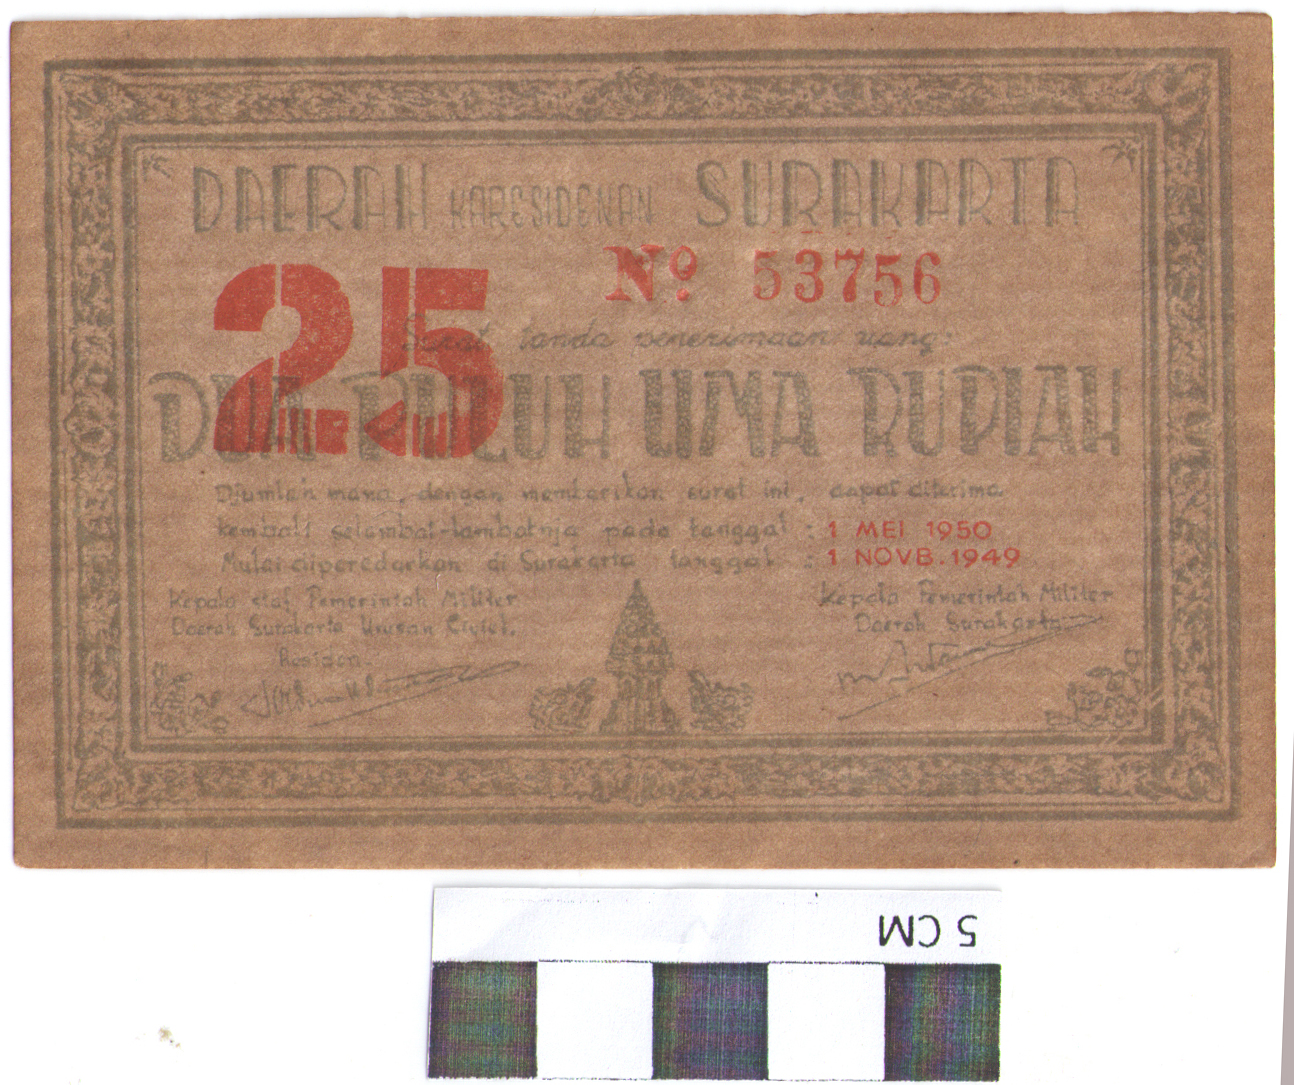 DAERAH KARESIDENAN SURAKARTA
No 53756
25
Surat tanda penerimaan uang:
DUA PULUH LIMA RUPIAH
Djumlah mana, dengan memberikan surat ini, dapat diterima
kembali selambat-lambatnja pada tanggal : 1 MEI 1950
Mulai diperedarkan di Surakarta tanggal : 1 NOVB. 1949
Kepala staf Pemerintah Militer
Daerah Surakarta Urusan Civiel.
Residen.
Kepala Pemerintah Militer
Daerah Surakarta
5 CM